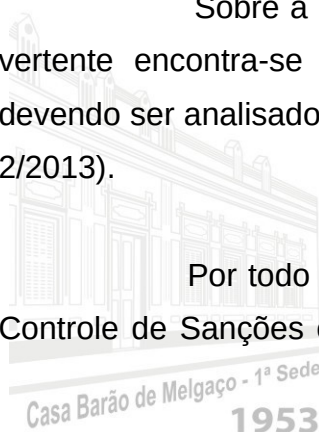 Sobre a
vertente encontra-se
devendo ser analisado
2/2013).
Por todo
Controle de Sanções
Casa Barão de Melgaço - 1ª Sede
1953